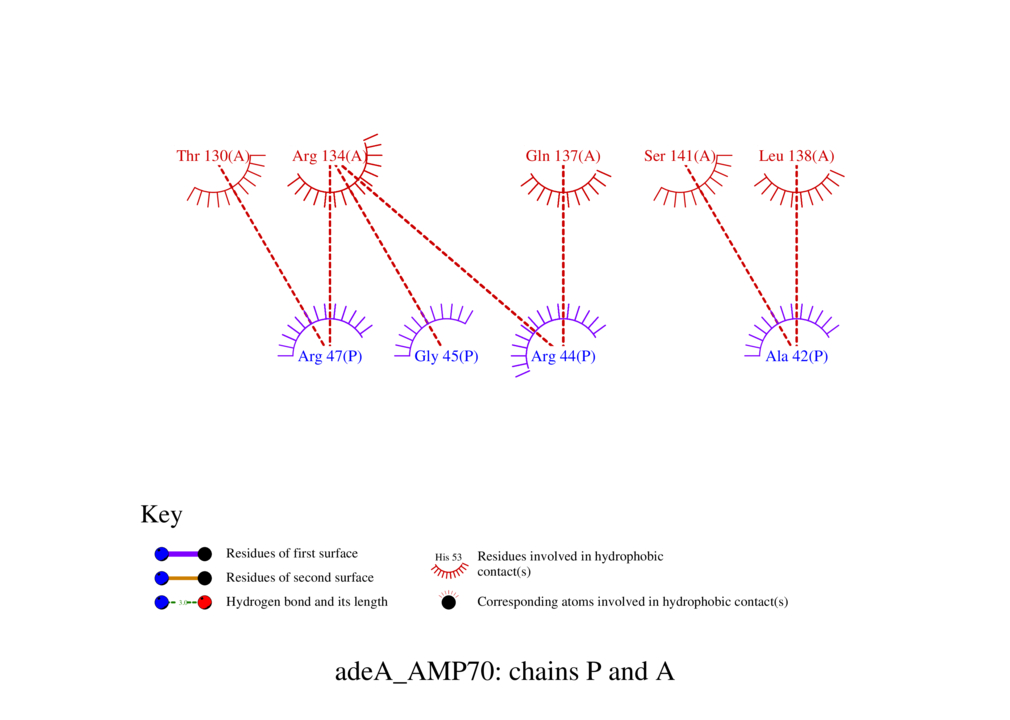 Thr 130(A) Arg 134(A) Gln 137(A) Ser 141(A) Leu 138(A)
Arg 47(P) Gly 45(P) Arg 44(P) Ala 42(P)
Key
Residues of first surface
Residues of second surface
3.0
Hydrogen bond and its length
His 53
Residues involved in hydrophobic
contact(s)
Corresponding atoms involved in hydrophobic contact(s)
adeA_AMP70: chains P and A